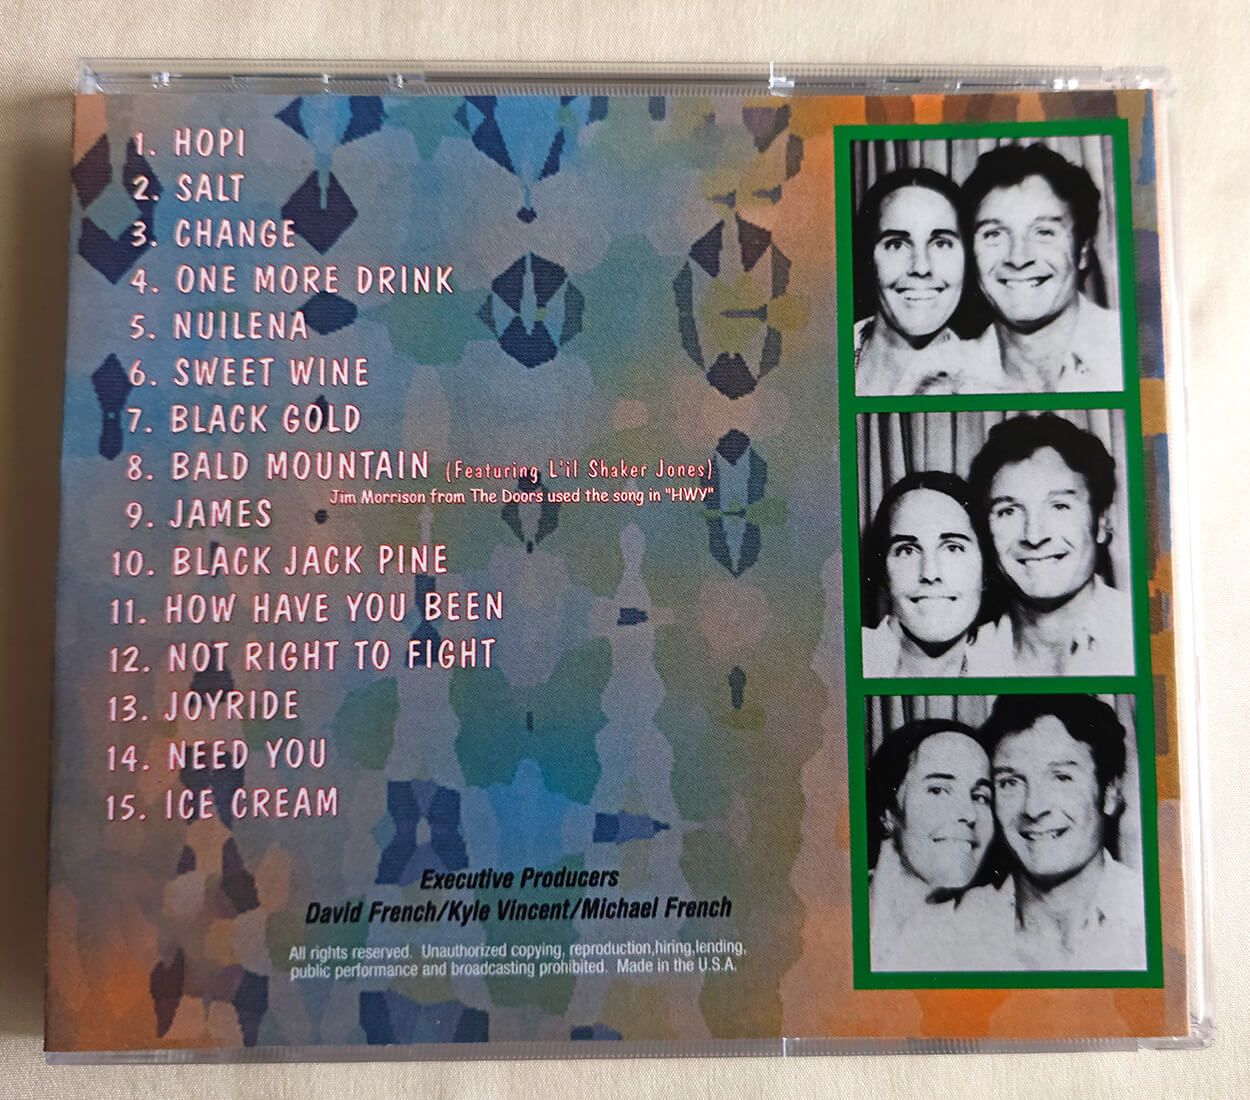 1. HOPI
2. SALT
3. CHANGE
4. ONE MORE DRINK
5. NUILENA
6. SWEET WINE
7. BLACK GOLD
8. BALD MOUNTAIN (Featuring L'il Shaker Jones)
Jim Morrison from The Doors used the song in "HWY"
9. JAMES
10. BLACK JACK PINE
11. HOW HAVE YOU BEEN
12. NOT RIGHT TO FIGHT
13. JOYRIDE
14. NEED YOU
15. ICE CREAM
Executive Producers
David French/Kyle Vincent/Michael French
All rights reserved. Unauthorized copying, reproduction,hiring,lending,
public performance and broadcasting prohibited. Made in the U.S.A.